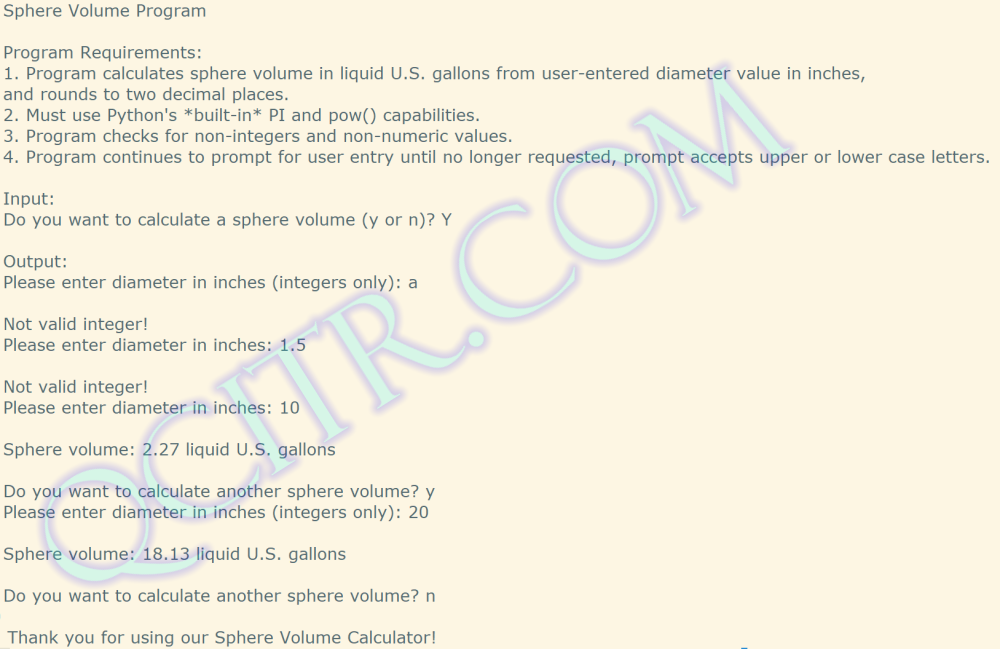 Sphere Volume Program
Program Requirements:
1. Program calculates sphere volume in liquid U.S. gallons from user-entered diameter value in inches,
and rounds to two decimal places.
2. Must use Python's *built-in* PI and pow() capabilities.
3. Program checks for non-integers and non-numeric values.
4. Program continues to prompt for user entry until no longer requested, prompt accepts upper or lower case letters.
Input:
Do you want to calculate a sphere volume (y or n)? Y
Output:
Please enter diameter in inches (integers only): a
Not valid integer!
Please enter diameter in inches: 1.5
Not valid integer!
Please enter diameter in inches: 10
Sphere volume: 2.27 liquid U.S. gallons
Do you want to calculate another sphere volume? y
Please enter diameter in inches (integers only): 20
Sphere volume: 18.13 liquid U.S. gallons
Do you want to calculate another sphere volume? n
Thank you for using our Sphere Volume Calculator!
QCITR.COM